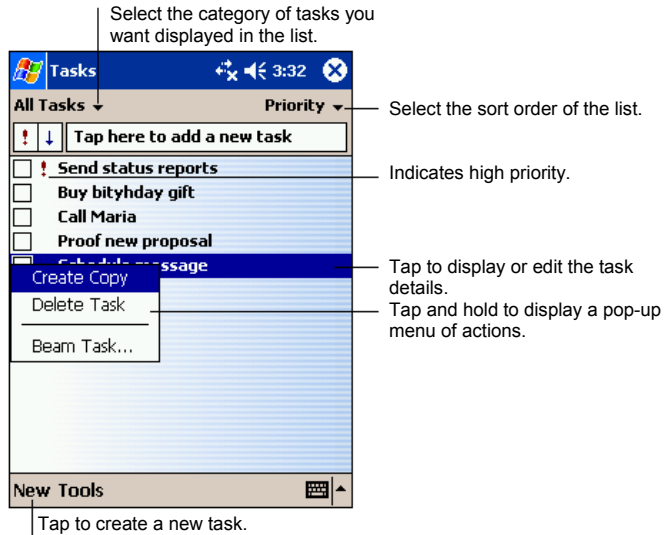 Select the category of tasks you
want displayed in the list.
Tasks 3:32
All Tasks Priority
Select the sort order of the list.
! ↓ Tap here to add a new task
! Send status reports
Indicates high priority.
Buy bityhday gift
Call Maria
Proof new proposal
Schedule message
Tap to display or edit the task
details.
Create Copy
Delete Task
Tap and hold to display a pop-up
menu of actions.
Beam Task...
New Tools
Tap to create a new task.